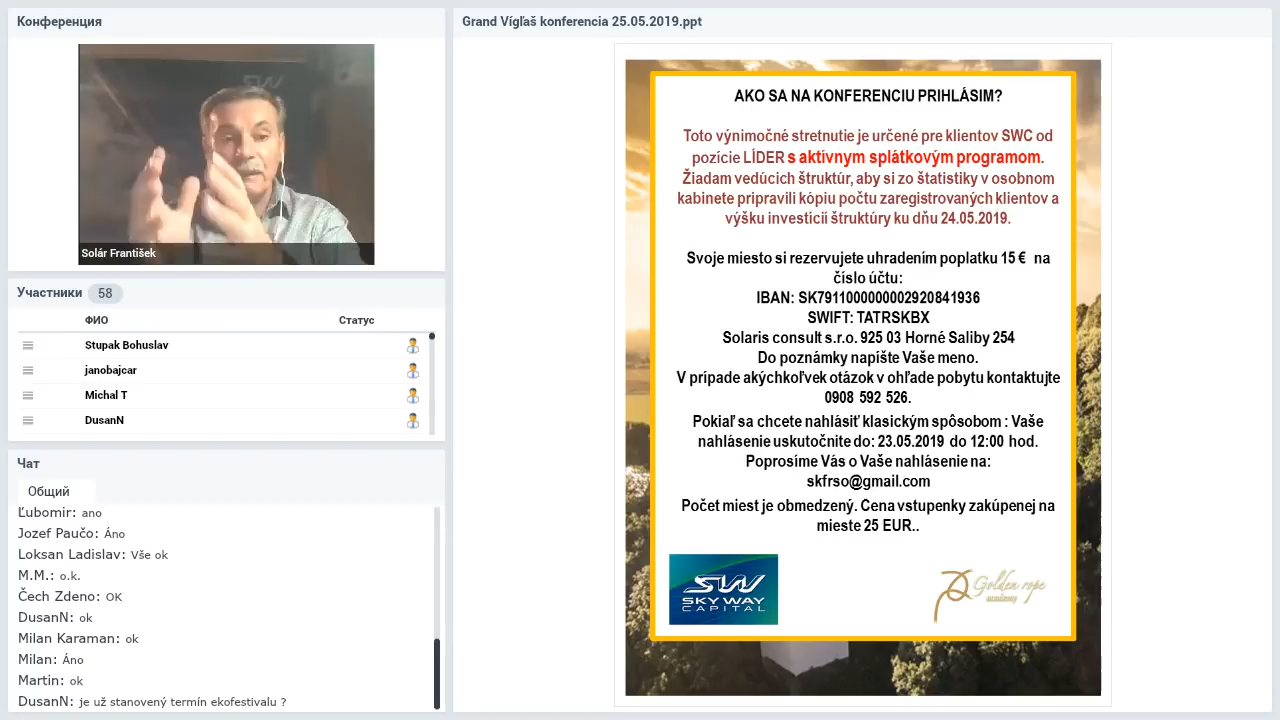 Конференция
Solár František
Участники 58
ФИО Статус
Stupak Bohuslav
janobajcar
Michal T
DusanN
Чат
Общий
Ľubomir: ano
Jozef Paučo: Áno
Loksan Ladislav: Vše ok
M.M.: o.k.
Čech Zdeno: OK
DusanN: ok
Milan Karaman: ok
Milan: Áno
Martin: ok
DusanN: je už stanovený termín ekofestivalu ?
Grand Vígľaš konferencia 25.05.2019.ppt
AKO SA NA KONFERENCIU PRIHLÁSIM?
Toto výnimočné stretnutie je určené pre klientov SWC od
pozície LÍDER s aktívnym splátkovým programom.
Žiadam vedúcich štruktúr, aby si zo štatistiky v osobnom
kabinete pripravili kópiu počtu zaregistrovaných klientov a
výšku investícií štruktúry ku dňu 24.05.2019.
Svoje miesto si rezervujete uhradením poplatku 15 € na
číslo účtu:
IBAN: SK7911000000002920841936
SWIFT: TATRSKBX
Solaris consult s.r.o. 925 03 Horné Saliby 254
Do poznámky napíšte Vaše meno.
V prípade akýchkoľvek otázok v ohľade pobytu kontaktujte
0908 592 526.
Pokiaľ sa chcete nahlásiť klasickým spôsobom : Vaše
nahlásenie uskutočnite do: 23.05.2019 do 12:00 hod.
Poprosíme Vás o Vaše nahlásenie na:
skfrso@gmail.com
Počet miest je obmedzený. Cena vstupenky zakúpenej na
mieste 25 EUR..
SW
SKYWAY
CAPITAL
Golden rope
academy